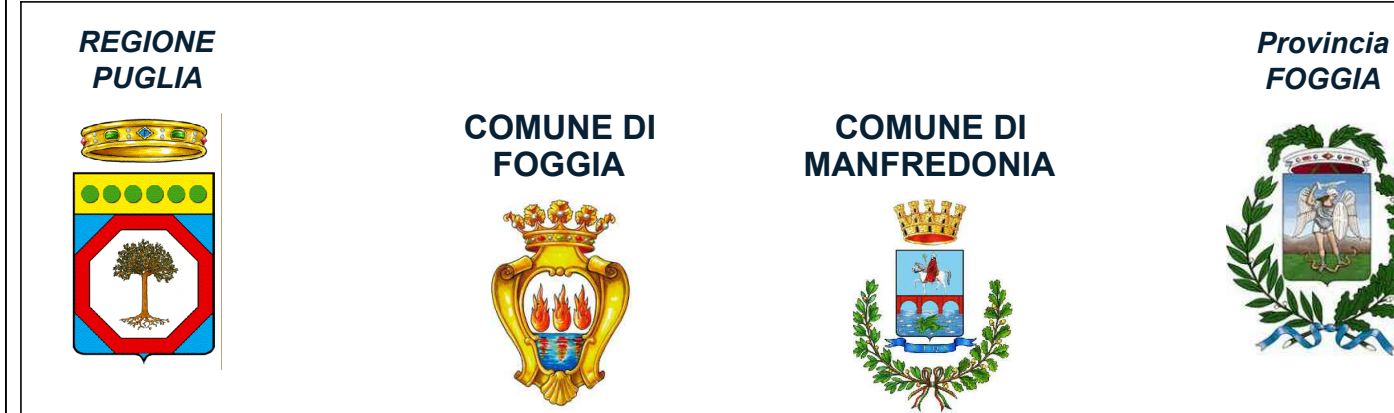 REGIONE
PUGLIA
COMUNE DI
FOGGIA
COMUNE DI
MANFREDONIA
Provincia
FOGGIA